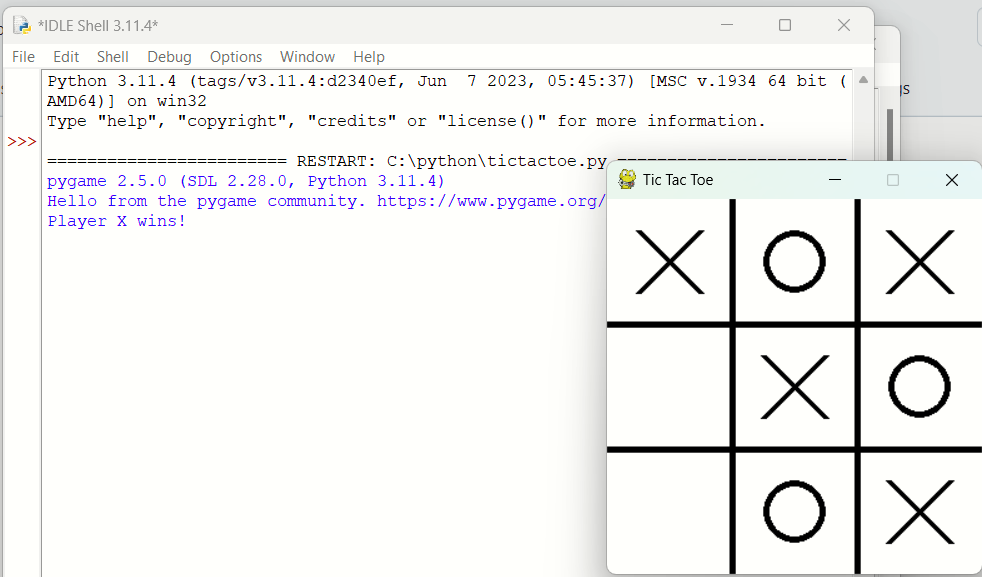 *IDLE Shell 3.11.4*
File Edit Shell Debug Options Window Help
Python 3.11.4 (tags/v3.11.4:d2340ef, Jun  7 2023, 05:45:37) [MSC v.1934 64 bit (
AMD64)] on win32
Type "help", "copyright", "credits" or "license()" for more information.
>>>
======================== RESTART: C:\python\tictactoe.py =======================
pygame 2.5.0 (SDL 2.28.0, Python 3.11.4)
Hello from the pygame community. https://www.pygame.org/
Player X wins!
Tic Tac Toe
X O X
X O
O X